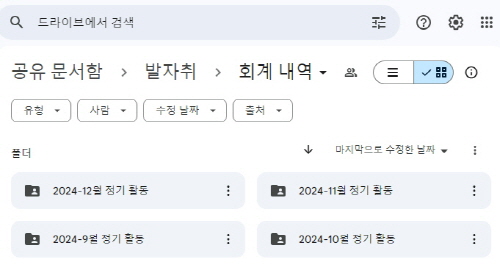 드라이브에서 검색
공유 문서함 > 발자취 > 회계 내역
유형 사람 수정 날짜 출처
폴더 마지막으로 수정한 날짜
2024-12월 정기 활동 2024-11월 정기 활동
2024-9월 정기 활동 2024-10월 정기 활동